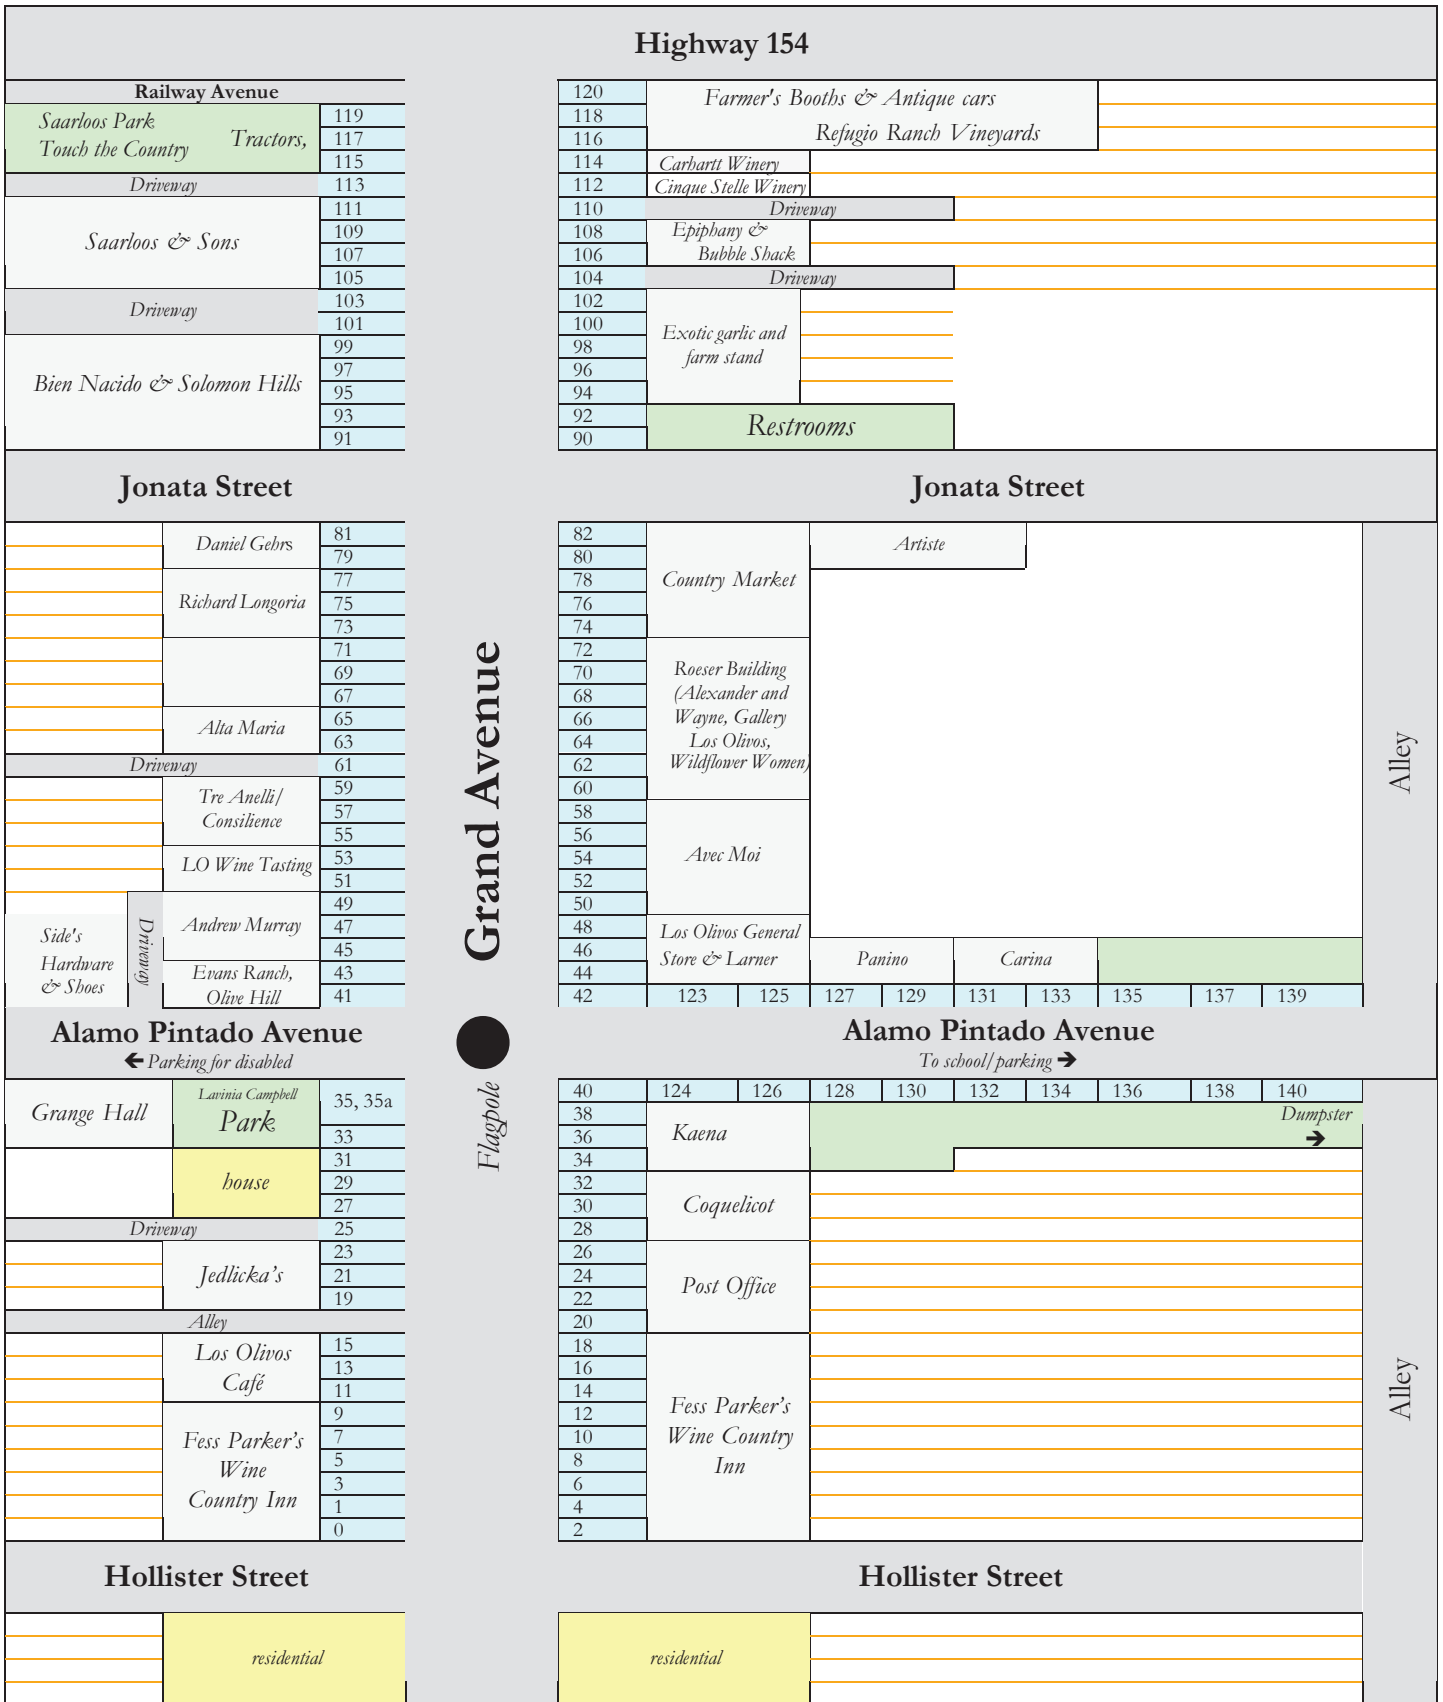 Highway 154
Railway Avenue
Saarloos Park
Touch the Country
Tractors,
119
117
115
Driveway
113
Saarloos & Sons
111
109
107
105
Driveway
103
101
Bien Nacido & Solomon Hills
99
97
95
93
91
120
118
116
Farmer's Booths & Antique cars
Refugio Ranch Vineyards
114
Carhartt Winery
112
Cinque Stelle Winery
110
Driveway
108
106
Epiphany &
Bubble Shack
104
Driveway
102
100
98
96
94
Exotic garlic and
farm stand
92
90
Restrooms
Jonata Street
Jonata Street
Daniel Gehrs
81
79
Richard Longoria
77
75
73
71
69
67
Alta Maria
65
63
Driveway
61
Tre Anelli/
Consilience
59
57
55
LO Wine Tasting
53
51
Andrew Murray
49
47
45
Side's
Hardware
& Shoes
Driveway
Evans Ranch,
Olive Hill
43
41
Grand Avenue
82
80
78
76
74
Country Market
Artiste
72
70
68
66
64
62
60
Roeser Building
(Alexander and
Wayne, Gallery
Los Olivos,
Wildflower Women)
58
56
54
52
50
Avec Moi
48
46
44
42
Los Olivos General
Store & Larner
Panino
Carina
123
125
127
129
131
133
135
137
139
Alley
Alamo Pintado Avenue
🡸 Parking for disabled
Alamo Pintado Avenue
To school/parking 🡺
Flagpole
Grange Hall
Lavinia Campbell
Park
35, 35a
33
house
31
29
27
Driveway
25
Jedlicka's
23
21
19
Alley
Los Olivos
Café
15
13
11
Fess Parker's
Wine
Country Inn
9
7
5
3
1
0
40
124
126
128
130
132
134
136
138
140
38
36
34
Kaena
Dumpster
🡺
32
30
28
Coquelicot
26
24
22
20
Post Office
18
16
14
12
10
8
6
4
2
Fess Parker's
Wine Country
Inn
Alley
Hollister Street
Hollister Street
residential
residential